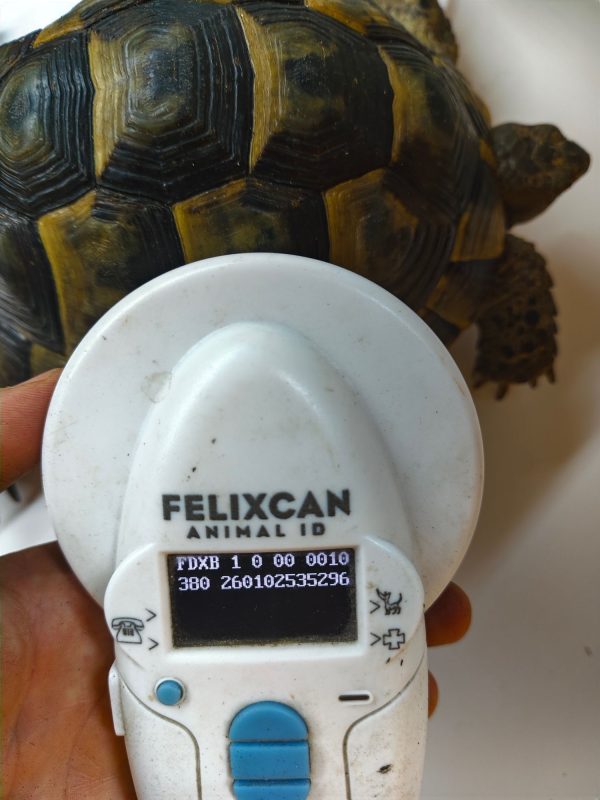 FELIXCAN
ANIMAL ID
FDXB 1 0 00 0010
380 260102535296